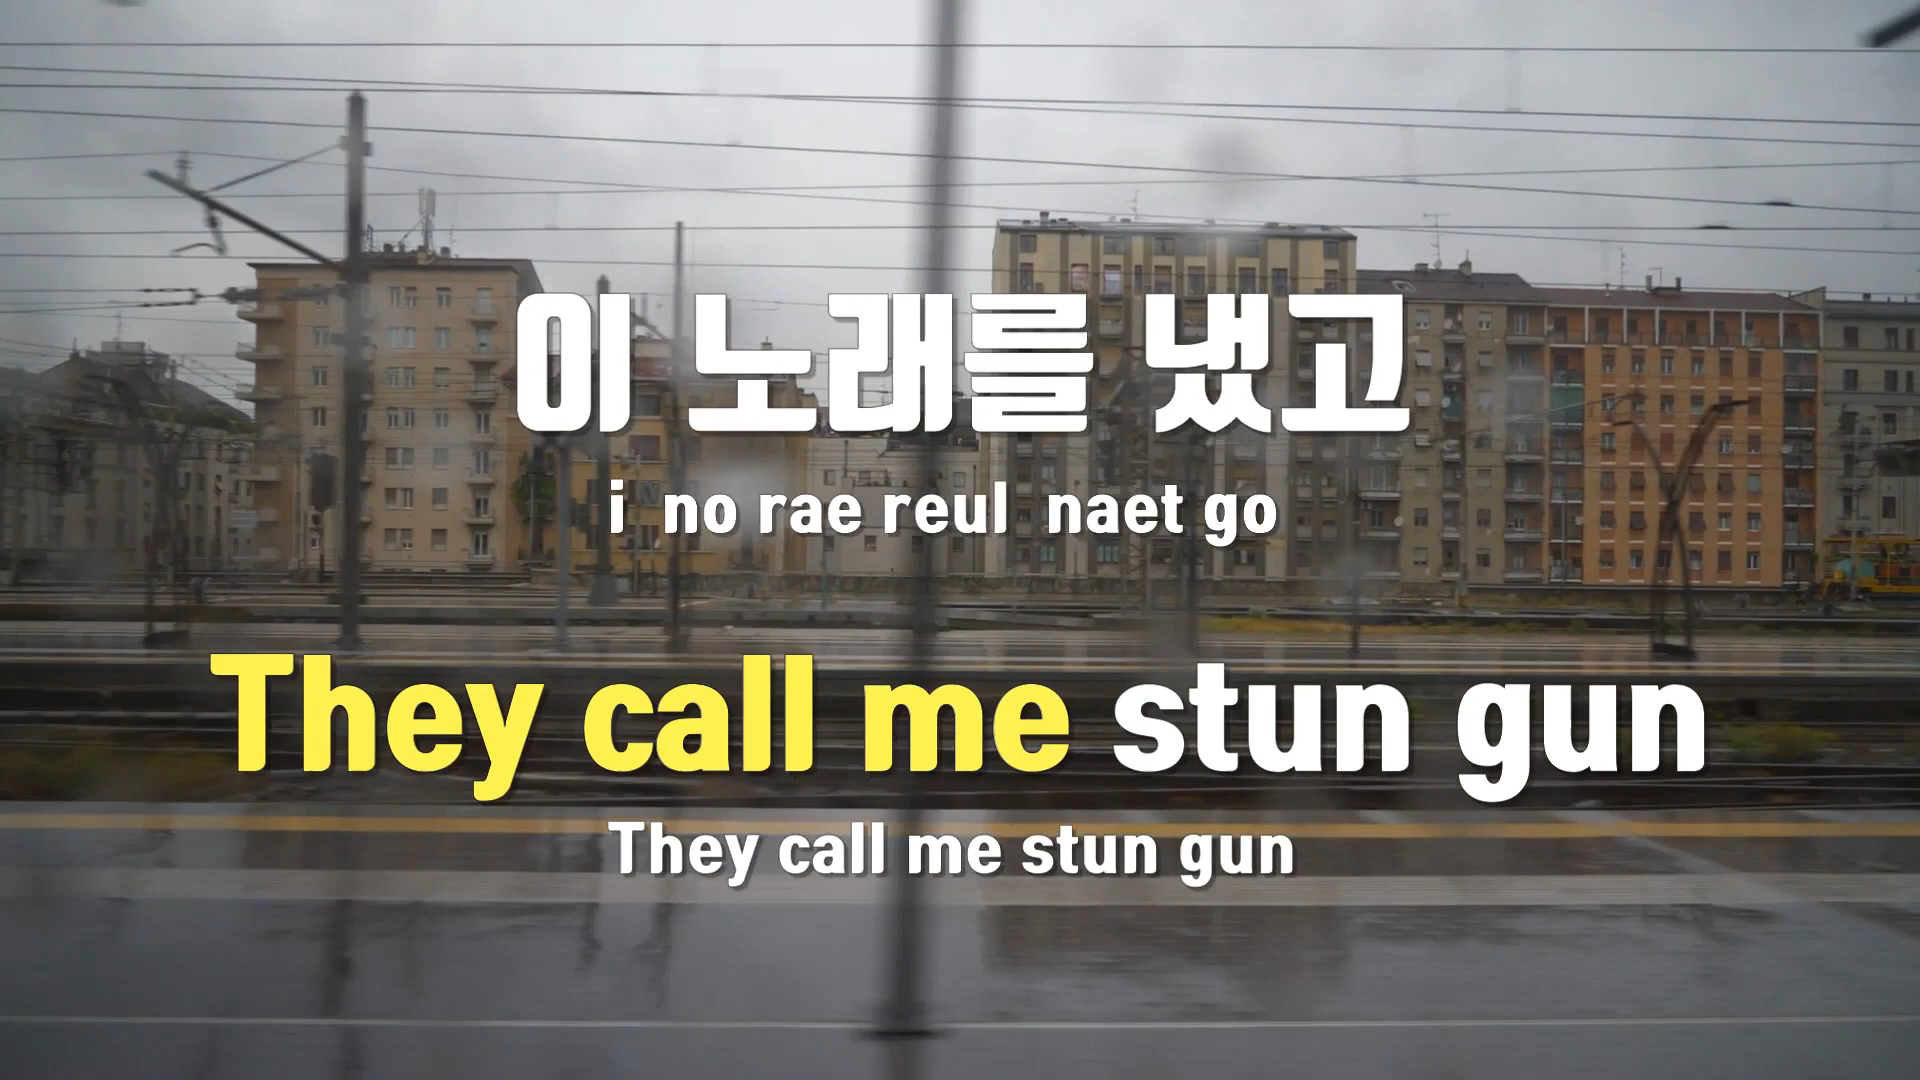 이 노래를 냈고
i no rae reul naet go
They call me stun gun
They call me stun gun